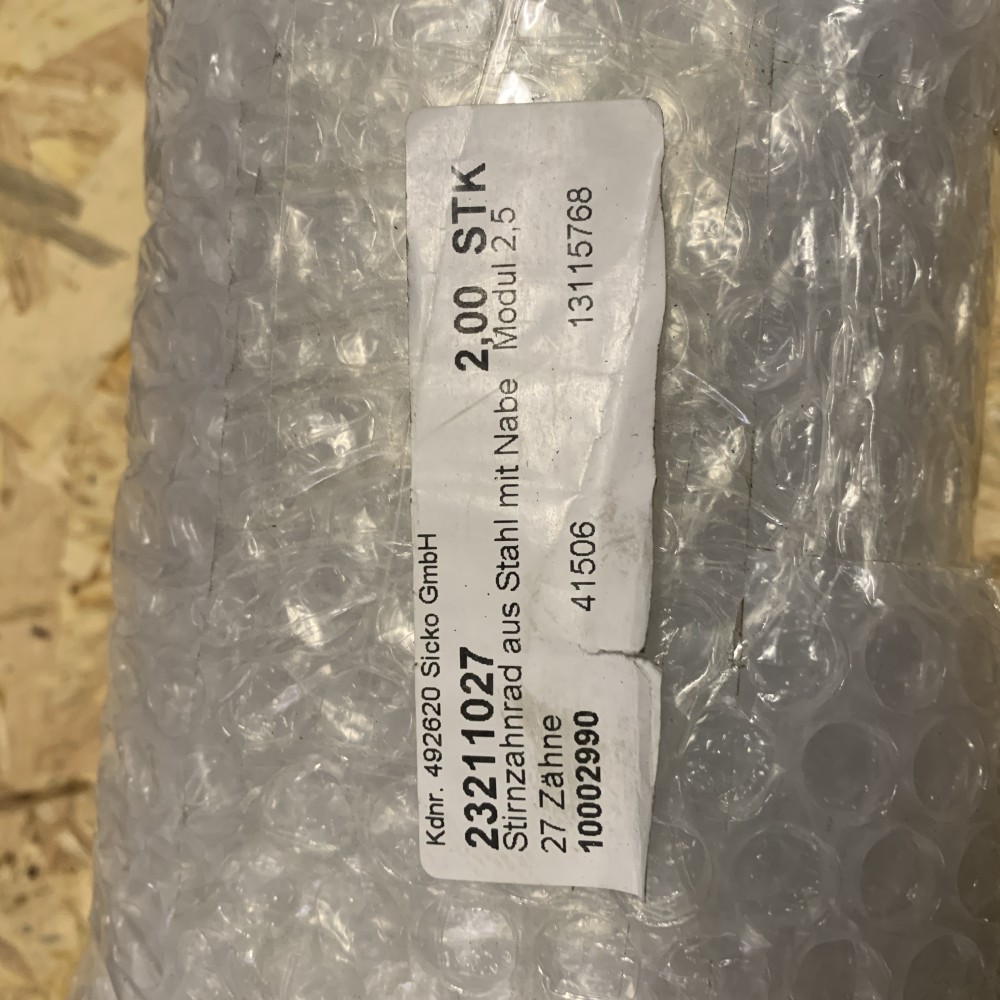 Kdnr. 492620 Sicko GmbH
23211027 2,00 STK
Stirnzahnrad aus Stahl mit Nabe Modul 2,5
27 Zähne 41506 13115768
10002990